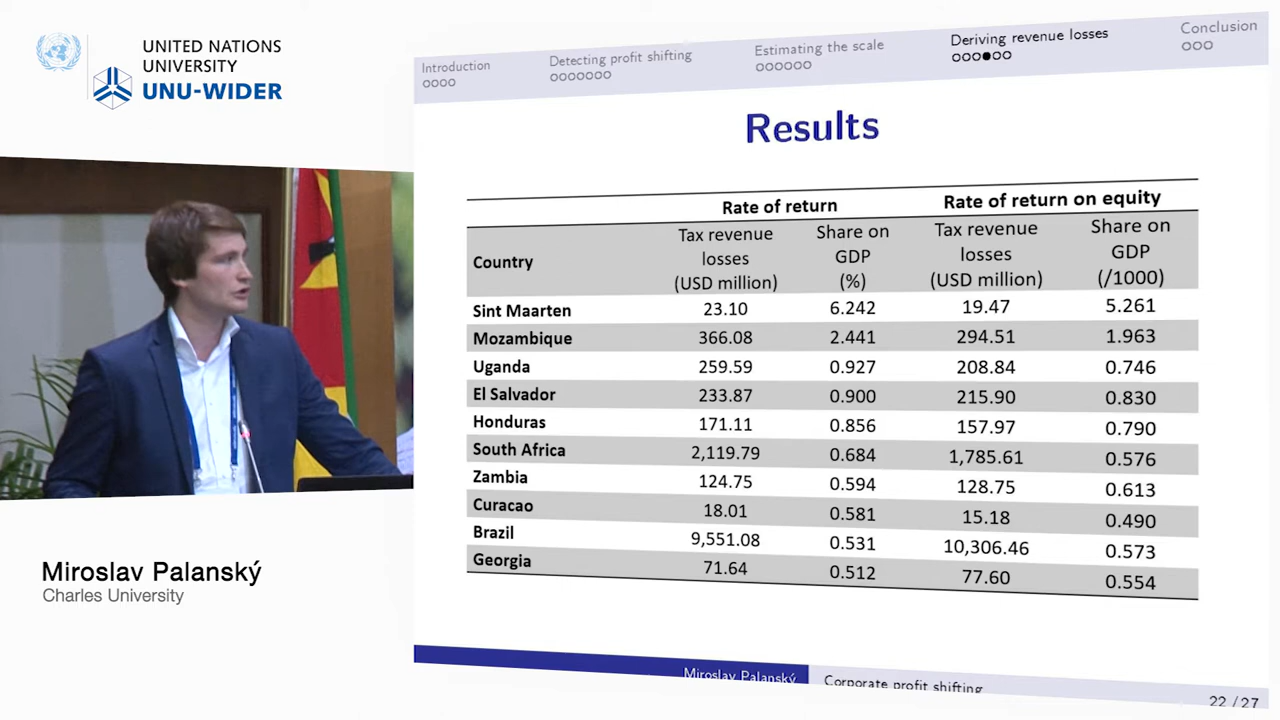 UNITED NATIONS
UNIVERSITY
UNU-WIDER
Introduction
Detecting profit shifting
Estimating the scale
Deriving revenue losses
Conclusion
Results
Rate of return Rate of return on equity
Country Tax revenue losses (USD million) Share on GDP (%) Tax revenue losses (USD million) Share on GDP (/1000)
Sint Maarten 23.10 6.242 19.47 5.261
Mozambique 366.08 2.441 294.51 1.963
Uganda 259.59 0.927 208.84 0.746
El Salvador 233.87 0.900 215.90 0.830
Honduras 171.11 0.856 157.97 0.790
South Africa 2,119.79 0.684 1,785.61 0.576
Zambia 124.75 0.594 128.75 0.613
Curacao 18.01 0.581 15.18 0.490
Brazil 9,551.08 0.531 10,306.46 0.573
Georgia 71.64 0.512 77.60 0.554
Miroslav Palanský
Charles University
Miroslav Palanský Corporate profit shifting
22 / 27